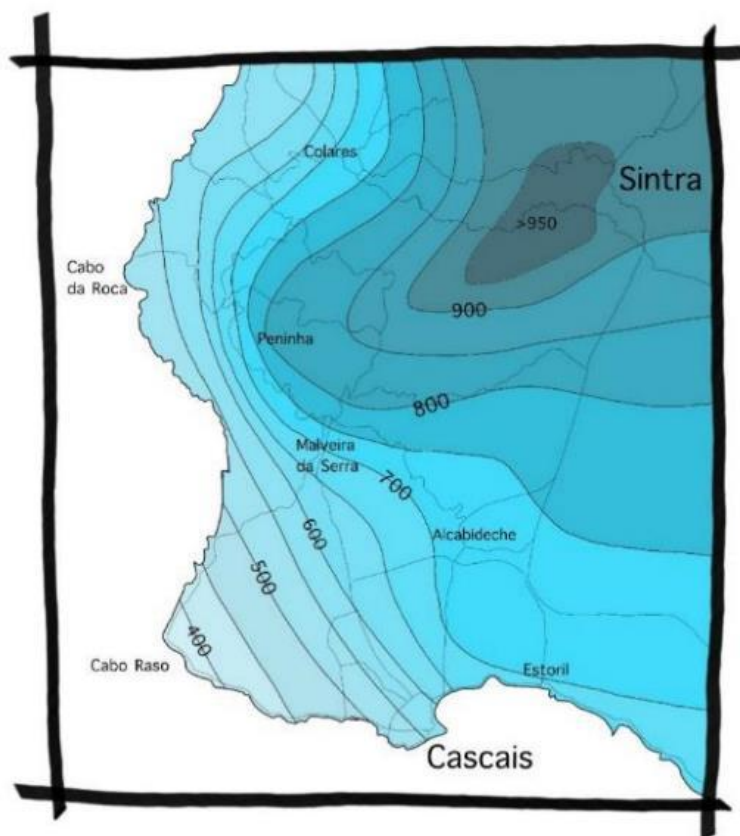 Colares
Sintra
>950
Cabo
da Roca
900
Peninha
800
Malveira
da Serra
700
600
Alcabideche
500
400
Cabo Raso
Estoril
Cascais